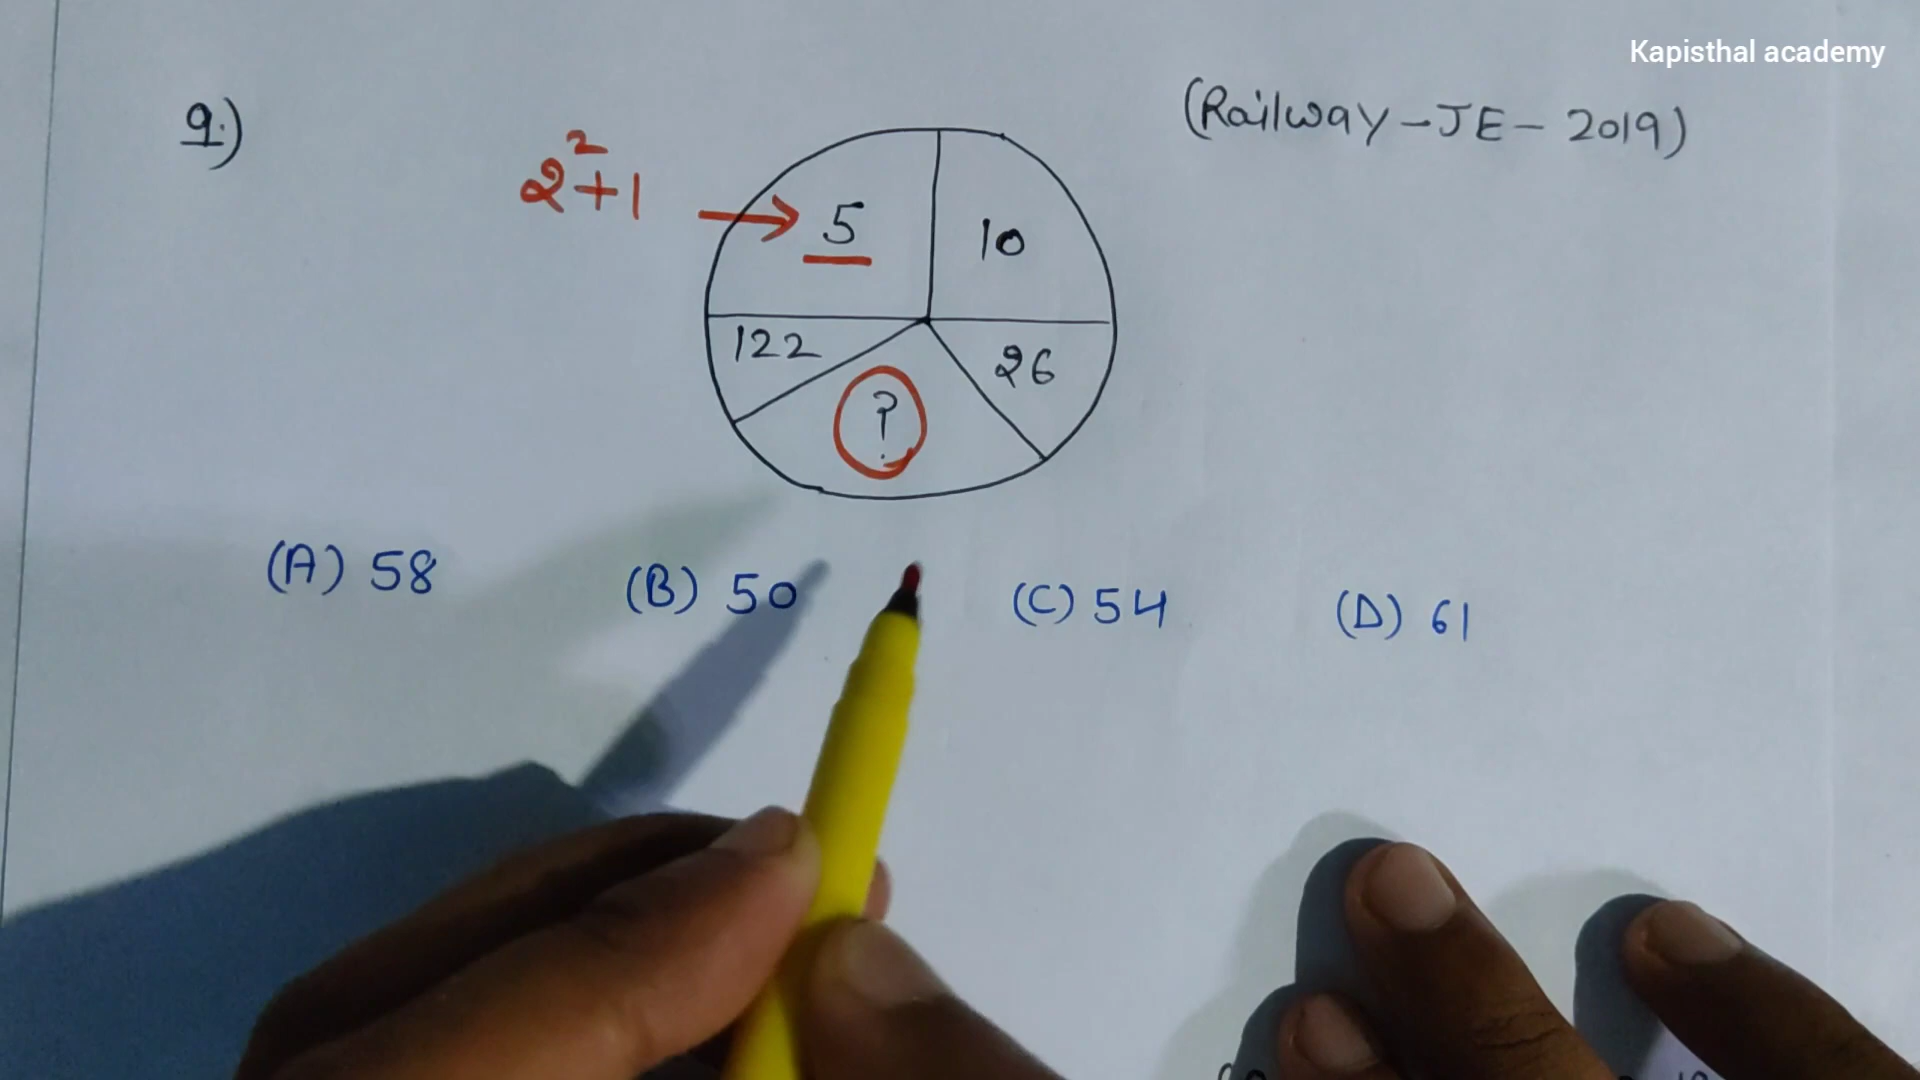 Kapisthal academy
9.)
(Railway-JE-2019)
2²+1 → 5
10
122
26
?
(A) 58 (B) 50 (C) 54 (D) 61